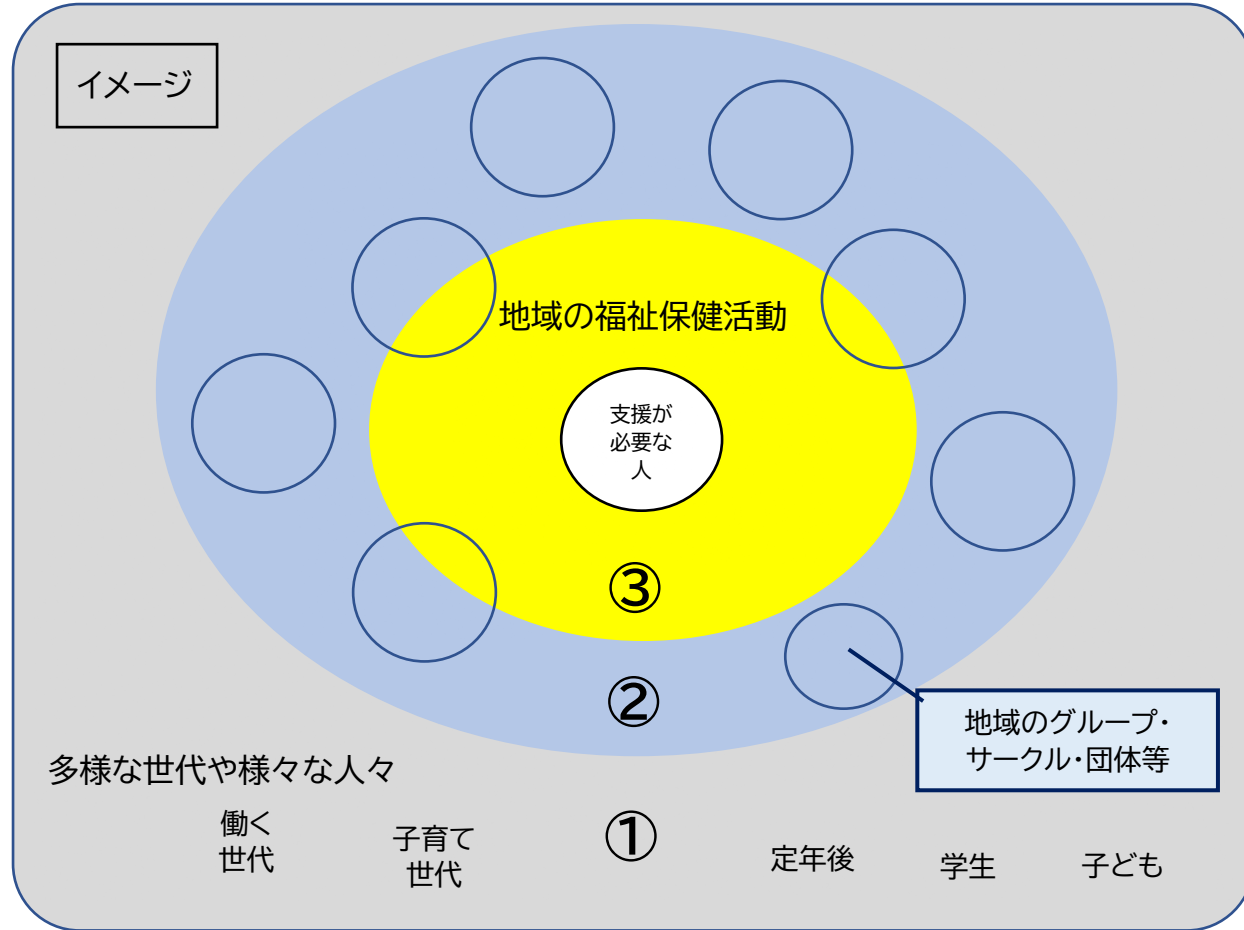 イメージ
地域の福祉保健活動
支援が
必要な
人
③
②
地域のグループ・
サークル・団体等
多様な世代や様々な人々
①
働く
世代
子育て
世代
定年後
学生
子ども